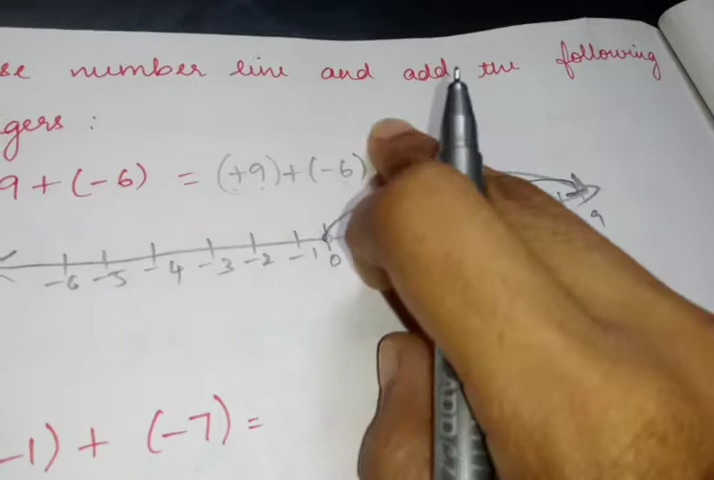 se number line and add the following
gers :
9 + (-6) = (+9) + (-6)
-6 -5 -4 -3 -2 -1 0 9
-1) + (-7) =